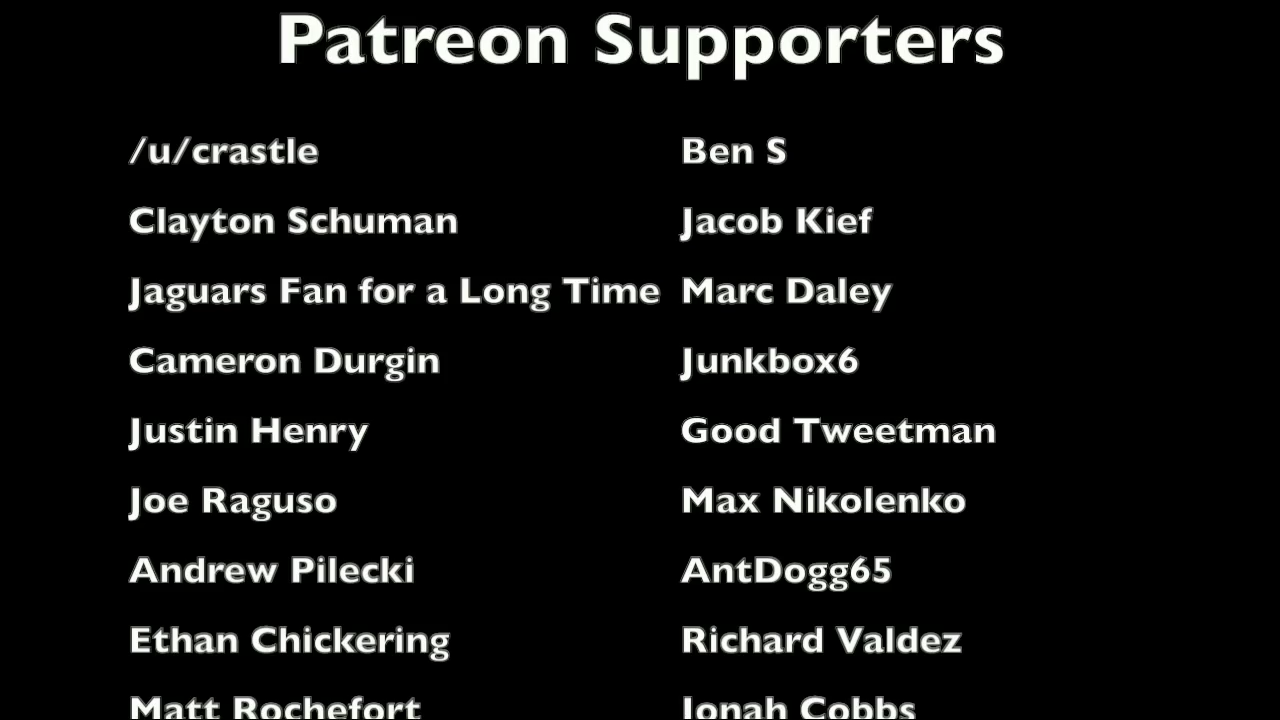 Patreon Supporters
/u/crastle
Ben S
Clayton Schuman
Jacob Kief
Jaguars Fan for a Long Time
Marc Daley
Cameron Durgin
Junkbox6
Justin Henry
Good Tweetman
Joe Raguso
Max Nikolenko
Andrew Pilecki
AntDogg65
Ethan Chickering
Richard Valdez
Matt Rochefort
Jonah Cobbs